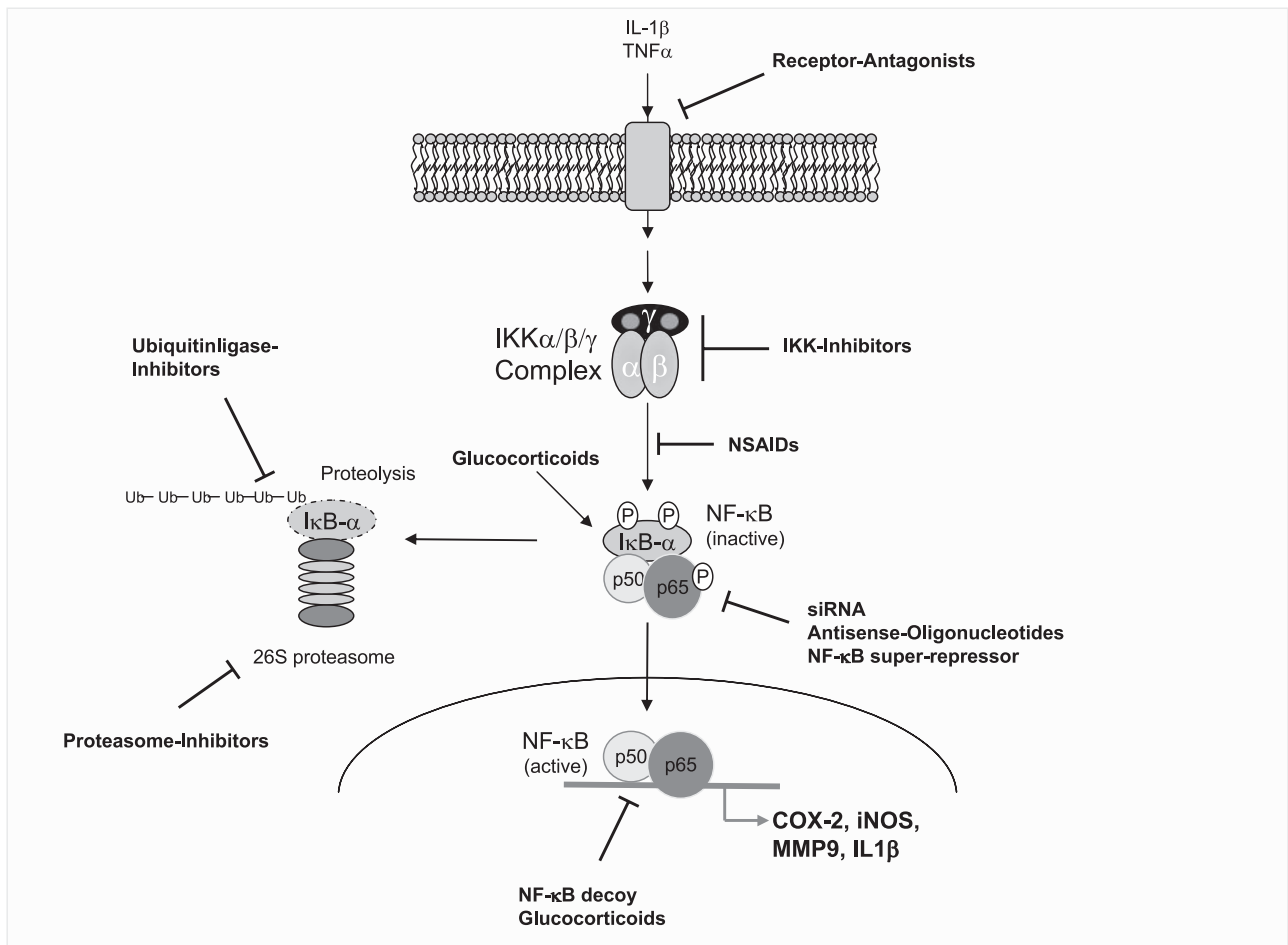 IL-1β
TNFα
Receptor-Antagonists
γ
IKKα/β/γ
Complex
α β
IKK-Inhibitors
Ubiquitinligase-
Inhibitors
NSAIDs
Glucocorticoids
Proteolysis
Ub– Ub– Ub– Ub–Ub– Ub
IκB-α
P P
IκB-α
NF-κB
(inactive)
p50 p65 P
siRNA
Antisense-Oligonucleotides
NF-κB super-repressor
26S proteasome
Proteasome-Inhibitors
NF-κB
(active)
p50 p65
COX-2, iNOS,
MMP9, IL1β
NF-κB decoy
Glucocorticoids